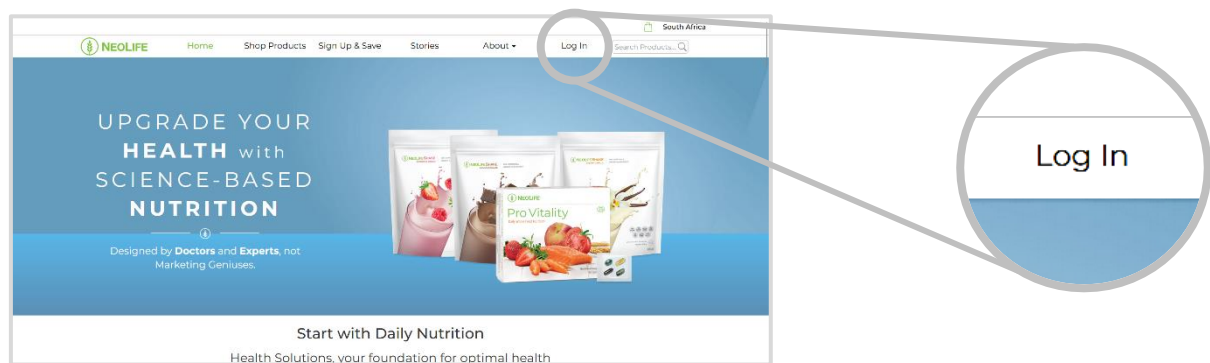 South Africa
NEOLIFE Home Shop Products Sign Up & Save Stories About Log In Search Products...
UPGRADE YOUR
HEALTH with
SCIENCE-BASED
NUTRITION
Designed by Doctors and Experts, not
Marketing Geniuses.
NEOLIFE
Pro Vitality
Start with Daily Nutrition
Health Solutions, your foundation for optimal health
Log In